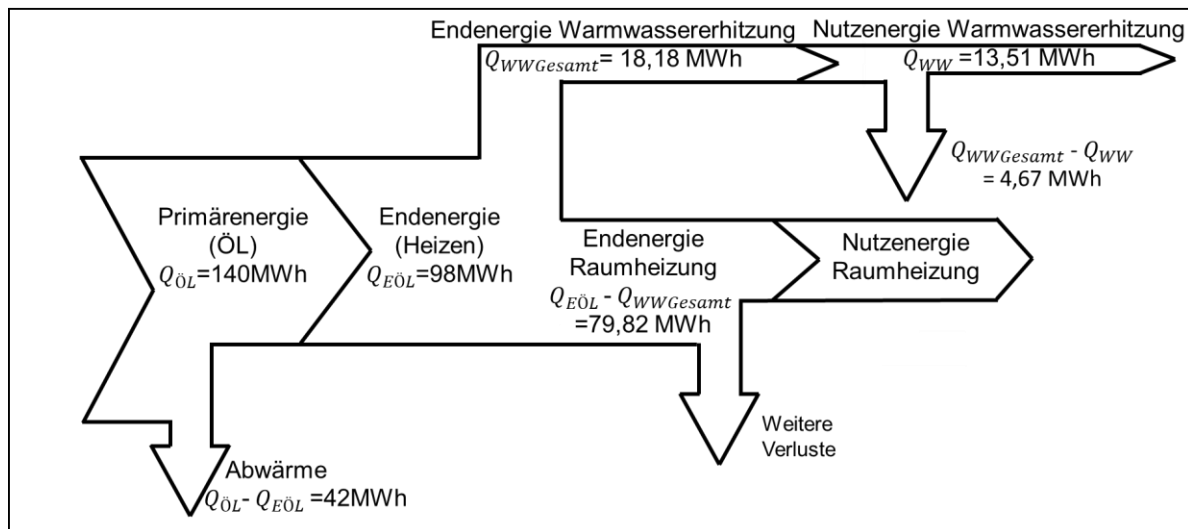 Endenergie Warmwassererhitzung
Q_WWGesamt= 18,18 MWh
Nutzenergie Warmwassererhitzung
Q_WW =13,51 MWh
Q_WWGesamt - Q_WW
= 4,67 MWh
Primärenergie
(ÖL)
Q_ÖL=140MWh
Endenergie
(Heizen)
Q_EÖL=98MWh
Endenergie
Raumheizung
Q_EÖL - Q_WWGesamt
=79,82 MWh
Nutzenergie
Raumheizung
Weitere
Verluste
Abwärme
Q_ÖL- Q_EÖL =42MWh